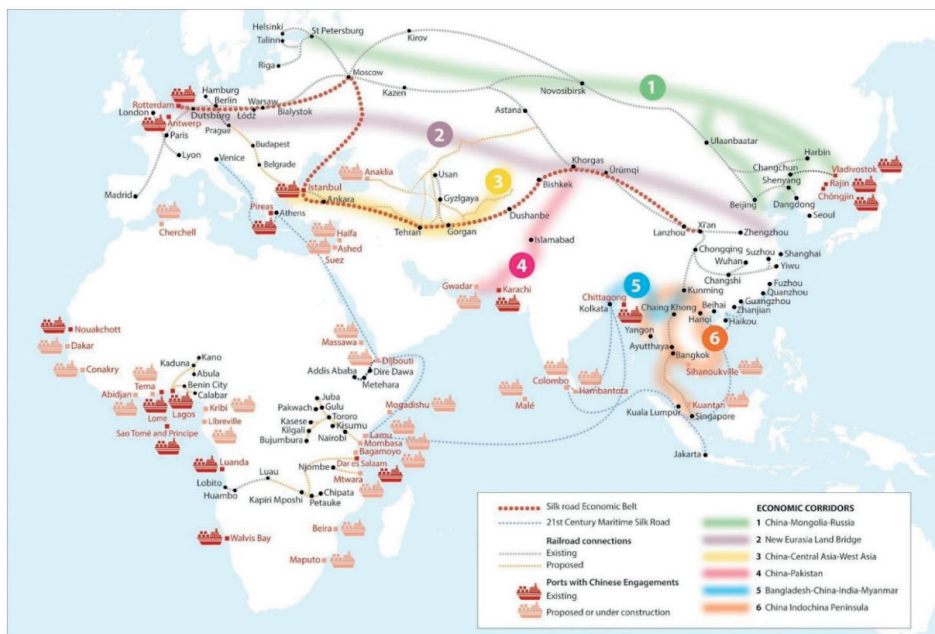 Helsinki
St Petersburg
Talinn
Kirov
Riga
Moscow
Kazen
Novosibirsk
1
Hamburg
Rotterdam
Berlin
Warsaw
London
Dutsburg
Łódz
Bialystok
Antwerp
Prague
Paris
Astana
Ulaanbaatar
Harbin
Budapest
Lyon
Venice
2
Changchun
Vladivostok
Belgrade
Anaklia
Usan
Khorgas
Ürümqi
Shenyang
Rajin
Madrid
Istanbul
3
Bishkek
Dangdong
Chöngjin
Gyzlgaya
Beijing
Ankara
Pireas
Athens
Dushanbe
Seoul
Cherchell
Haifa
Tehran
Gorgan
Lanzhou
Xi'an
Zhengzhou
Ashed
Islamabad
Suez
Chongqing
Suzhou
Shanghai
4
Wuhan
Yiwu
Changshi
Gwadar
Karachi
5
Kunming
Fuzhou
Chittagong
Quanzhou
Kolkata
Chaing Khong
Beihai
Guangzhou
Hanqi
Zhanjian
Haikou
Nouakchott
Yangon
6
Massawa
Ayutthaya
Dakar
Kano
Djibouti
Bangkok
Kaduna
Sihanoukville
Conakry
Abula
Addis Ababa
Dire Dawa
Colombo
Tema
Benin City
Metehara
Hambantota
Abidjan
Calabar
Juba
Mogadishu
Malé
Kuantan
Lome
Lagos
Kribi
Pakwach
Gulu
Kuala Lumpur
Singapore
Libreville
Kasese
Tororo
Sao Tomé and Principe
Kilgali
Kisumu
Lamu
Nairobi
Mombasa
Bujumbura
Bagamoyo
Jakarta
Luanda
Luau
Njombe
Dar es Salaam
Lobito
Mtwara
Huambo
Kapiri Mposhi
Chipata
Petauke
Beira
Walvis Bay
Maputo
Silk road Economic Belt
21st Century Maritime Silk Road
Railroad connections
Existing
Proposed
Ports with Chinese Engagements
Existing
Proposed or under construction
ECONOMIC CORRIDORS
1 China-Mongolia-Russia
2 New Eurasia Land Bridge
3 China-Central Asia-West Asia
4 China-Pakistan
5 Bangladesh-China-India-Myanmar
6 China Indochina Peninsula